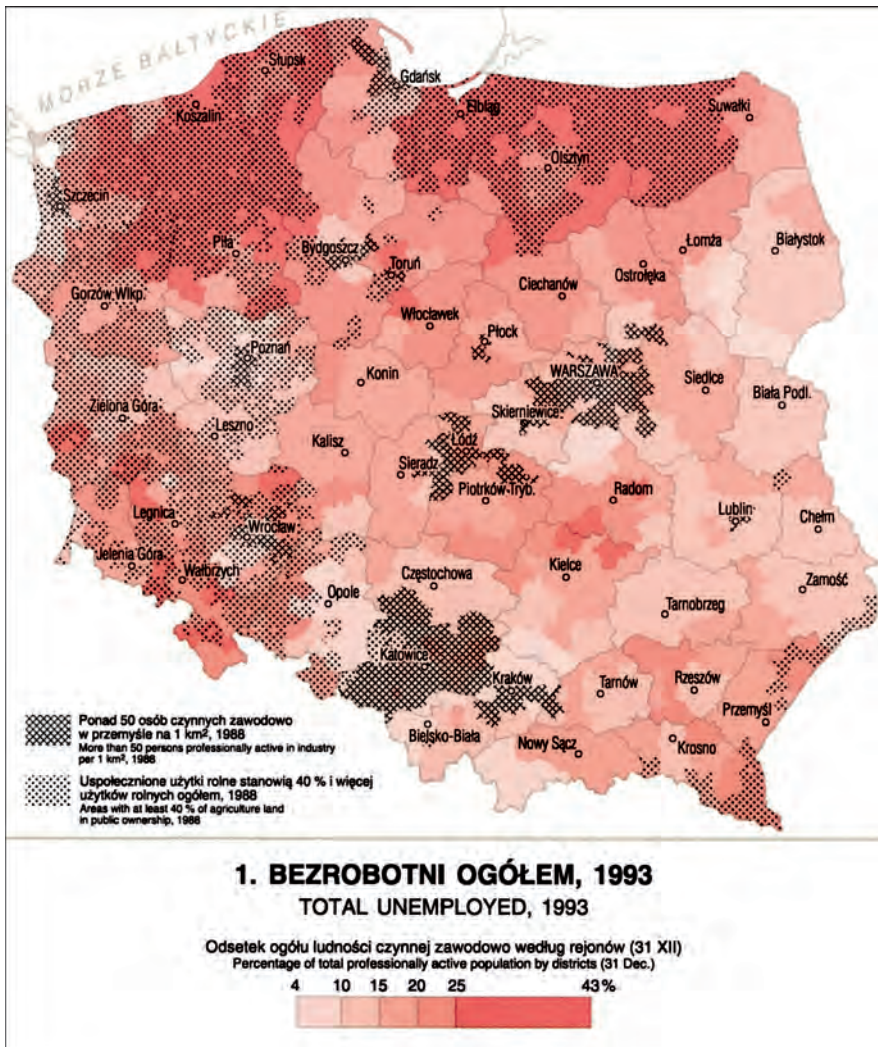 MORZE BAŁTYCKIE
Słupsk
Gdańsk
Koszalin
Elbląg
Suwałki
Olsztyn
Szczecin
Piła
Bydgoszcz
Toruń
Łomża
Białystok
Ostrołęka
Ciechanów
Gorzów Wlkp.
Włocławek
Płock
Poznań
WARSZAWA
Konin
Siedlce
Biała Podl.
Skierniewice
Zielona Góra
Leszno
Kalisz
Łódź
Sieradz
Piotrków-Tryb.
Radom
Lublin
Chełm
Legnica
Wrocław
Jelenia Góra
Wałbrzych
Opole
Częstochowa
Kielce
Zamość
Tarnobrzeg
Katowice
Kraków
Tarnów
Rzeszów
Przemyśl
Bielsko-Biała
Nowy Sącz
Krosno
Ponad 50 osób czynnych zawodowo
w przemyśle na 1 km², 1988
More than 50 persons professionally active in industry
per 1 km², 1988
Uspołecznione użytki rolne stanowią 40 % i więcej
użytków rolnych ogółem, 1988
Areas with at least 40 % of agriculture land
in public ownership, 1988
1. BEZROBOTNI OGÓŁEM, 1993
TOTAL UNEMPLOYED, 1993
Odsetek ogółu ludności czynnej zawodowo według rejonów (31 XII)
Percentage of total professionally active population by districts (31 Dec.)
4 10 15 20 25 43 %